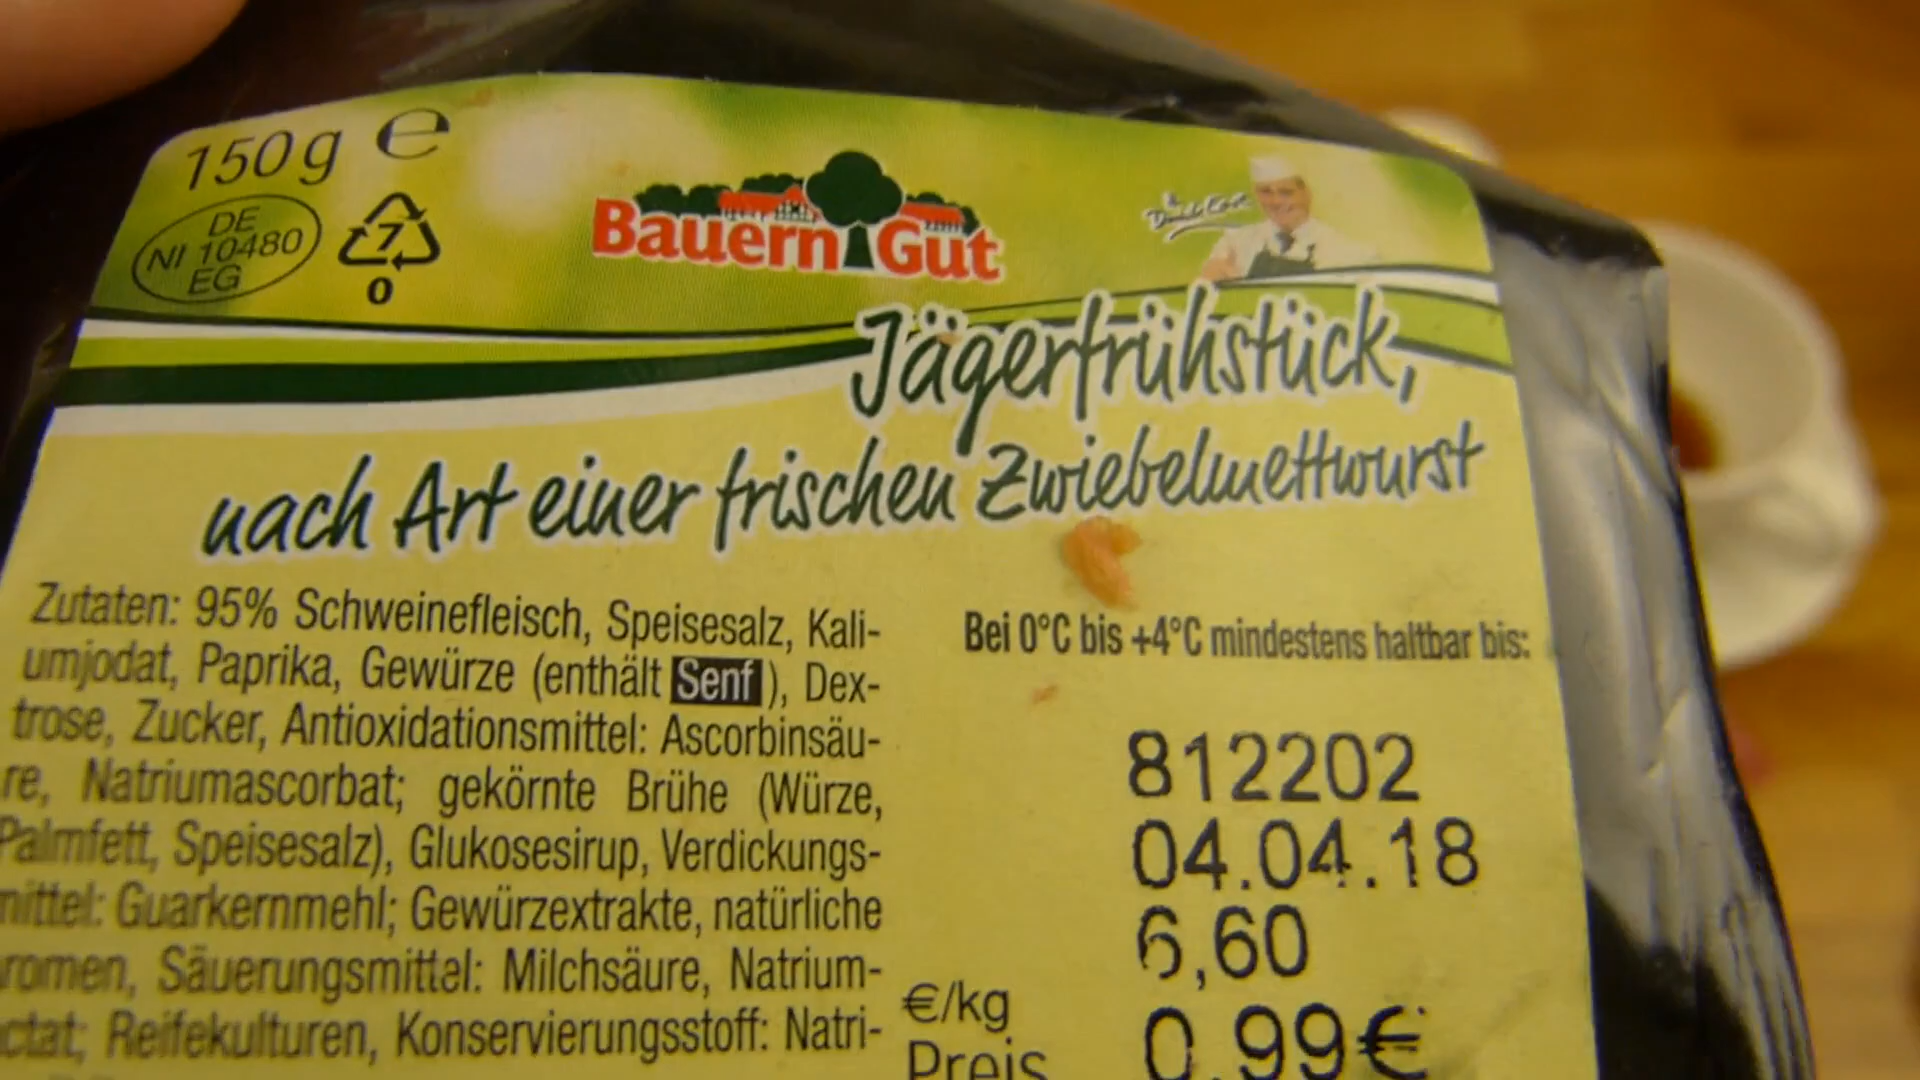 150g e
DE
NI 10480
EG
7
0
Bauern Gut
&
Jägerfrühstück,
nach Art einer frischen Zwiebelmettwurst
Zutaten: 95% Schweinefleisch, Speisesalz, Kali-
umjodat, Paprika, Gewürze (enthält Senf), Dex-
trose, Zucker, Antioxidationsmittel: Ascorbinsäu-
re, Natriumascorbat; gekörnte Brühe (Würze,
Palmfett, Speisesalz), Glukosesirup, Verdickungs-
mittel: Guarkernmehl; Gewürzextrakte, natürliche
romen, Säuerungsmittel: Milchsäure, Natrium-
ctat; Reifekulturen, Konservierungsstoff: Natri-
Bei 0°C bis +4°C mindestens haltbar bis:
812202
04.04.18
6,60
€/kg
Preis 0,99€